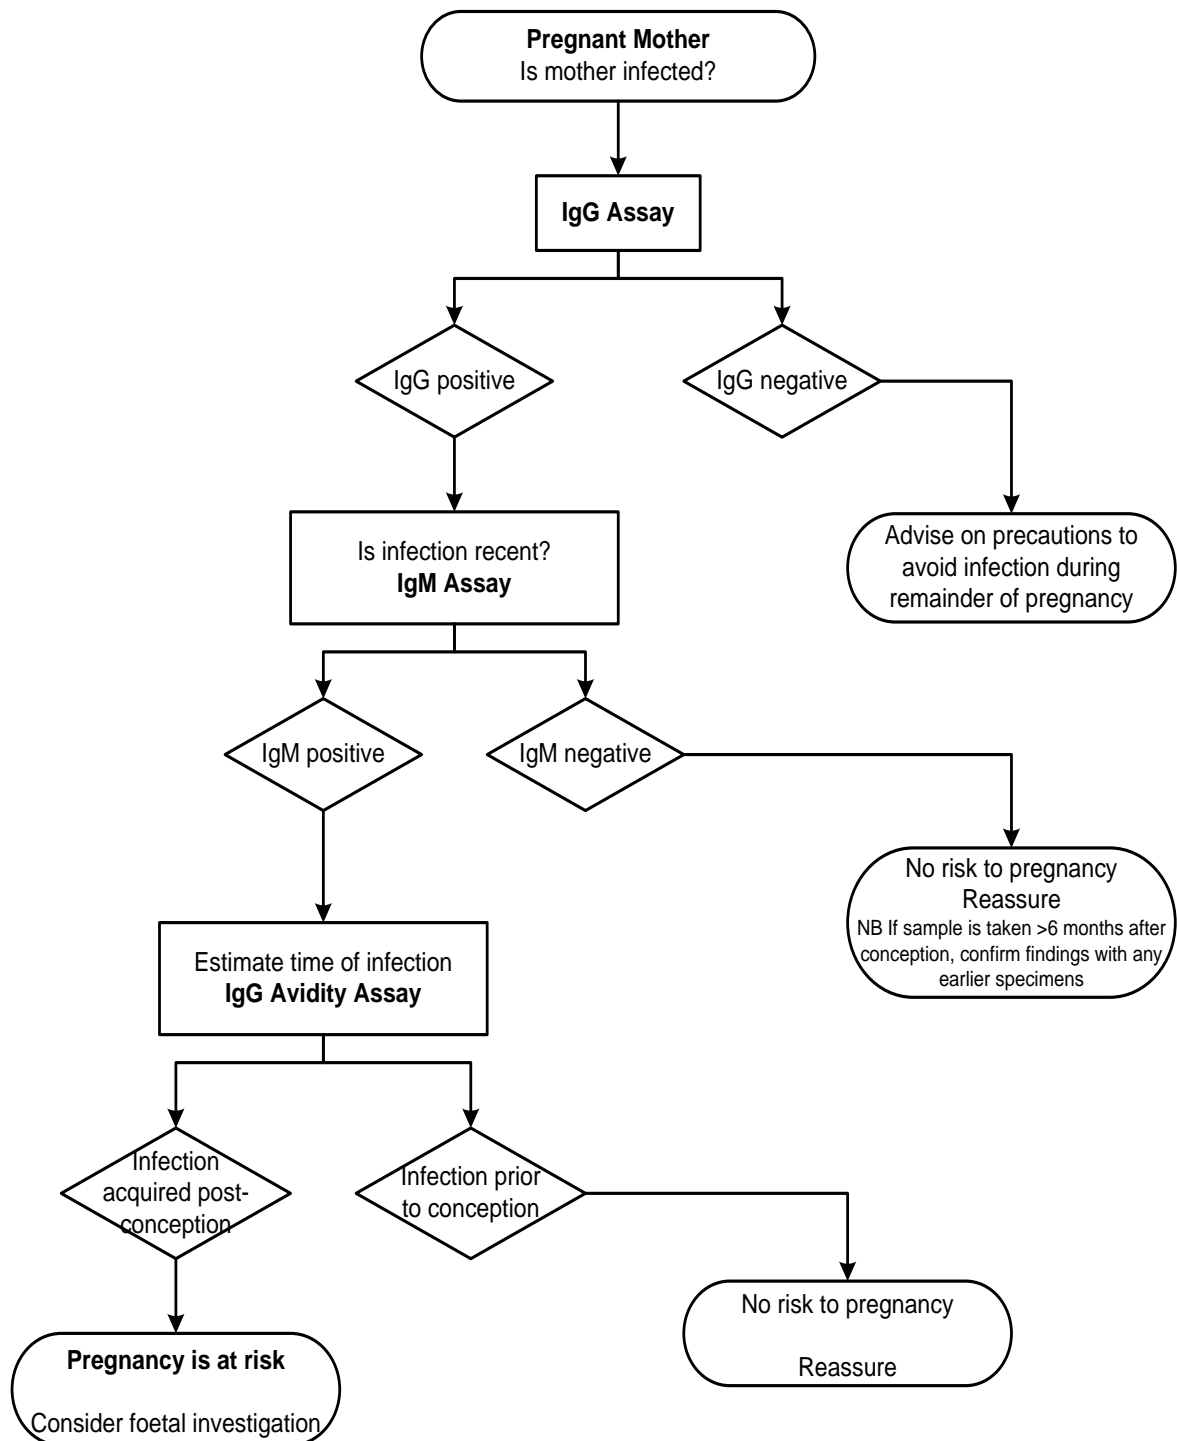 Pregnant Mother
Is mother infected?
IgG Assay
IgG positive
IgG negative
Advise on precautions to
avoid infection during
remainder of pregnancy
Is infection recent?
IgM Assay
IgM positive
IgM negative
No risk to pregnancy
Reassure
NB If sample is taken >6 months after
conception, confirm findings with any
earlier specimens
Estimate time of infection
IgG Avidity Assay
Infection
acquired post-
conception
Infection prior
to conception
No risk to pregnancy
Reassure
Pregnancy is at risk
Consider foetal investigation